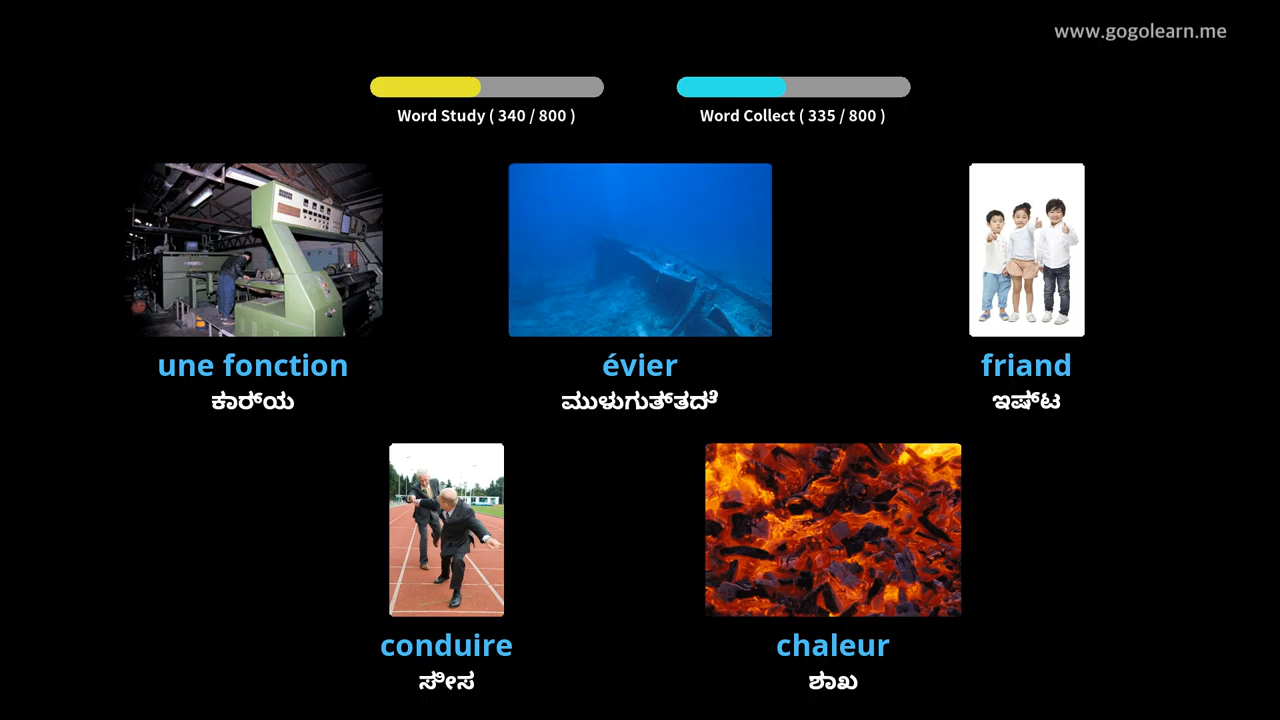 www.gogolearn.me
Word Study ( 340 / 800 )
Word Collect ( 335 / 800 )
une fonction
ಕಾರ್ಯ
évier
ಮುಳುಗುತ್ತದೆ
friand
ಇಷ್ಟ
conduire
ಸೀಸ
chaleur
ಶಾಖ